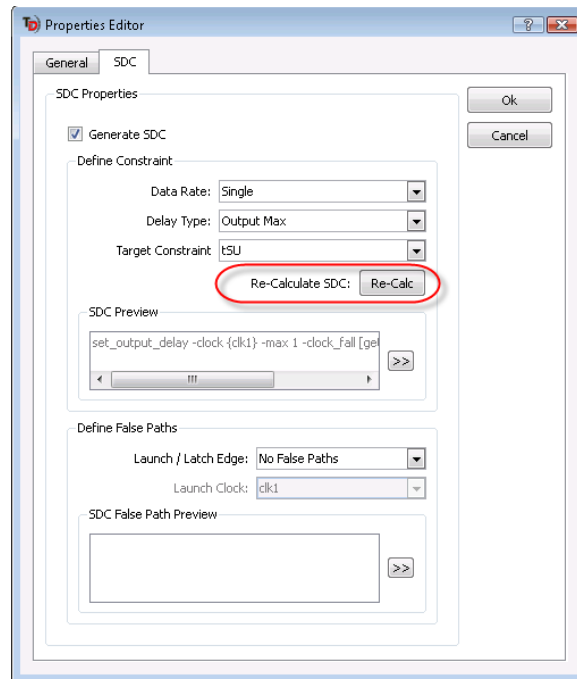 TD Properties Editor
General SDC
SDC Properties
Ok
Generate SDC
Cancel
Define Constraint
Data Rate: Single
Delay Type: Output Max
Target Constraint tSU
Re-Calculate SDC: Re-Calc
SDC Preview
set_output_delay -clock {clk1} -max 1 -clock_fall [get
>>
Define False Paths
Launch / Latch Edge: No False Paths
Launch Clock: clk1
SDC False Path Preview
>>